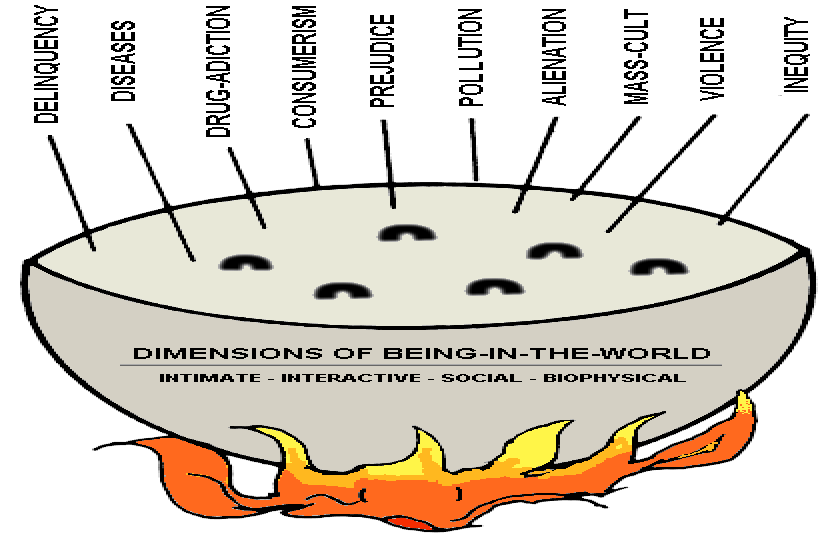 DELINQUENCY
DISEASES
DRUG-ADICTION
CONSUMERISM
PREJUDICE
POLLUTION
ALIENATION
MASS-CULT
VIOLENCE
INEQUITY
DIMENSIONS OF BEING-IN-THE-WORLD
INTIMATE - INTERACTIVE - SOCIAL - BIOPHYSICAL